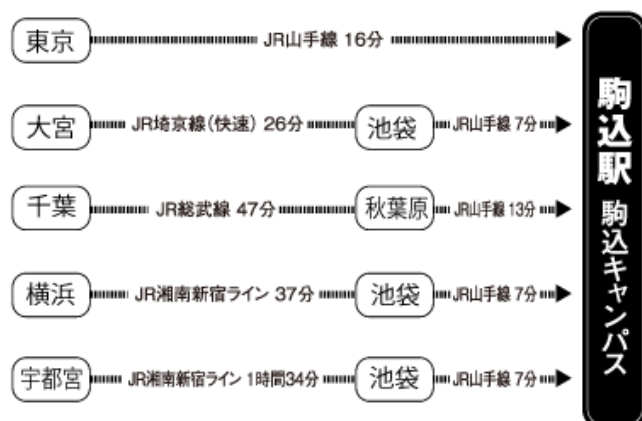 東京 JR山手線 16分
大宮 JR埼京線(快速) 26分 池袋 JR山手線 7分
千葉 JR総武線 47分 秋葉原 JR山手線 13分
横浜 JR湘南新宿ライン 37分 池袋 JR山手線 7分
宇都宮 JR湘南新宿ライン 1時間34分 池袋 JR山手線 7分
駒込駅 駒込キャンパス